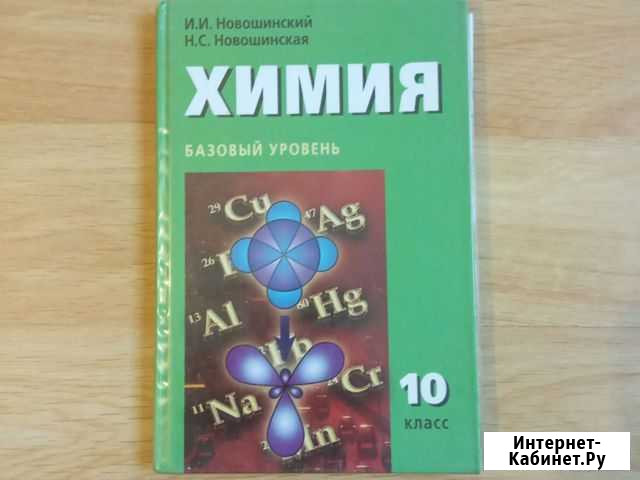 И.И. Новошинский
Н.С. Новошинская
ХИМИЯ
БАЗОВЫЙ УРОВЕНЬ
29 Cu
47 Ag
26
13 Al
80 Hg
11 Na
Cr
10
класс
Интернет-
Кабинет.Ру